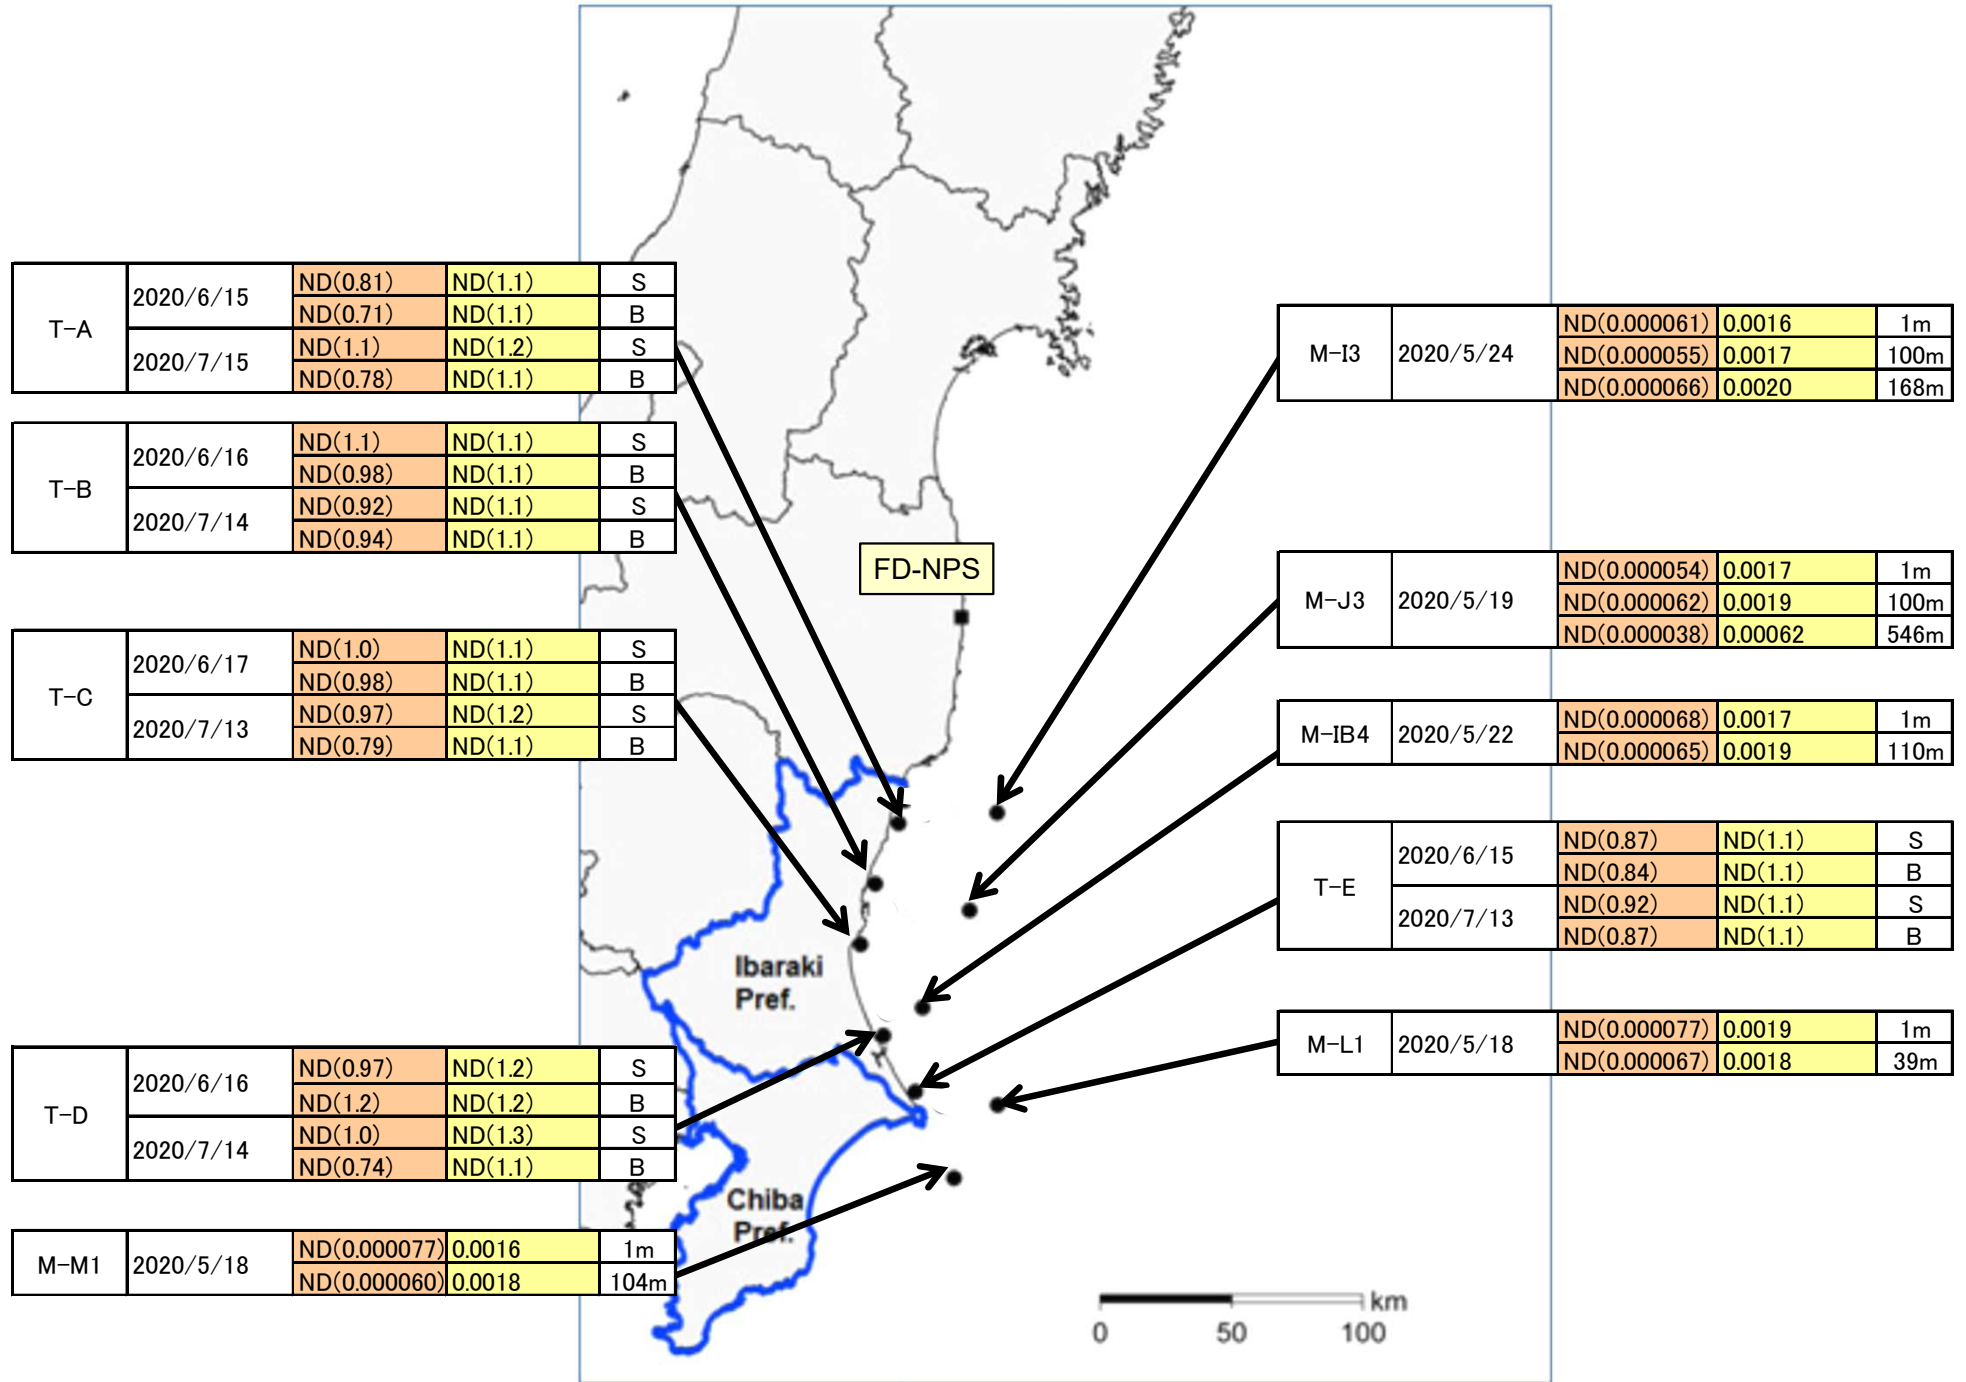 T-A
2020/6/15 ND(0.81) ND(1.1) S
ND(0.71) ND(1.1) B
2020/7/15 ND(1.1) ND(1.2) S
ND(0.78) ND(1.1) B
T-B
2020/6/16 ND(1.1) ND(1.1) S
ND(0.98) ND(1.1) B
2020/7/14 ND(0.92) ND(1.1) S
ND(0.94) ND(1.1) B
T-C
2020/6/17 ND(1.0) ND(1.1) S
ND(0.98) ND(1.1) B
2020/7/13 ND(0.97) ND(1.2) S
ND(0.79) ND(1.1) B
T-D
2020/6/16 ND(0.97) ND(1.2) S
ND(1.2) ND(1.2) B
2020/7/14 ND(1.0) ND(1.3) S
ND(0.74) ND(1.1) B
M-M1 2020/5/18 ND(0.000077) 0.0016 1m
ND(0.000060) 0.0018 104m
FD-NPS
Ibaraki
Pref.
Chiba
Pref.
M-I3 2020/5/24 ND(0.000061) 0.0016 1m
ND(0.000055) 0.0017 100m
ND(0.000066) 0.0020 168m
M-J3 2020/5/19 ND(0.000054) 0.0017 1m
ND(0.000062) 0.0019 100m
ND(0.000038) 0.00062 546m
M-IB4 2020/5/22 ND(0.000068) 0.0017 1m
ND(0.000065) 0.0019 110m
T-E
2020/6/15 ND(0.87) ND(1.1) S
ND(0.84) ND(1.1) B
2020/7/13 ND(0.92) ND(1.1) S
ND(0.87) ND(1.1) B
M-L1 2020/5/18 ND(0.000077) 0.0019 1m
ND(0.000067) 0.0018 39m
km
0 50 100